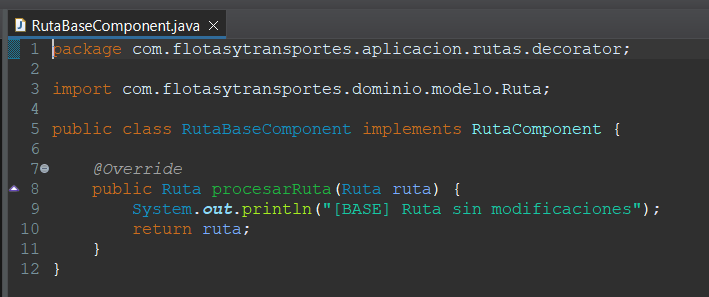 RutaBaseComponent.java
1 package com.flotasytransportes.aplicacion.rutas.decorator;
2
3 import com.flotasytransportes.dominio.modelo.Ruta;
4
5 public class RutaBaseComponent implements RutaComponent {
6
7 @Override
8 public Ruta procesarRuta(Ruta ruta) {
9 System.out.println("[BASE] Ruta sin modificaciones");
10 return ruta;
11 }
12 }